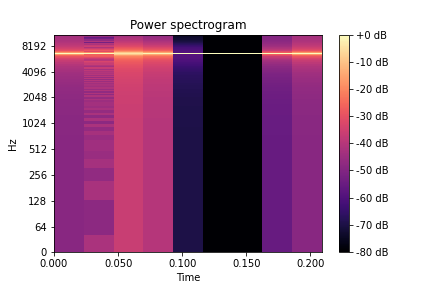 Power spectrogram
8192
4096
2048
1024
512
256
128
64
0
Hz
0.000 0.050 0.100 0.150 0.200
Time
+0 dB
-10 dB
-20 dB
-30 dB
-40 dB
-50 dB
-60 dB
-70 dB
-80 dB